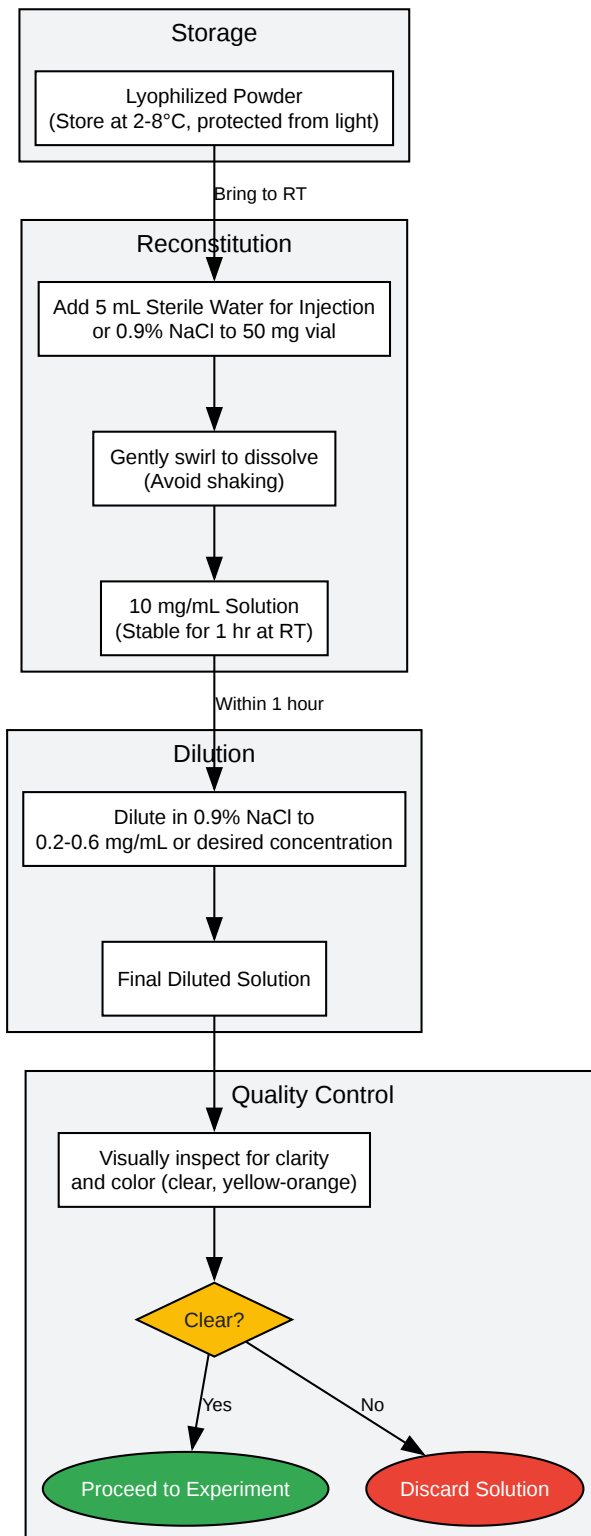 Storage
Lyophilized Powder
(Store at 2-8°C, protected from light)
Bring to RT
Reconstitution
Add 5 mL Sterile Water for Injection
or 0.9% NaCl to 50 mg vial
Gently swirl to dissolve
(Avoid shaking)
10 mg/mL Solution
(Stable for 1 hr at RT)
Within 1 hour
Dilution
Dilute in 0.9% NaCl to
0.2-0.6 mg/mL or desired concentration
Final Diluted Solution
Quality Control
Visually inspect for clarity
and color (clear, yellow-orange)
Clear?
Yes
No
Proceed to Experiment
Discard Solution